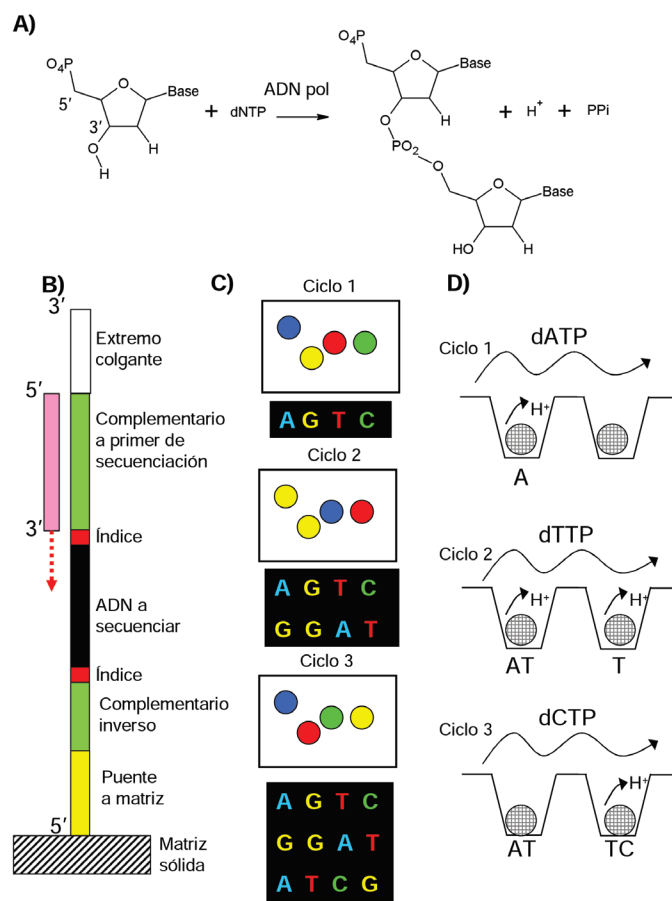 A)
O₄P
5′
O
Base
3′
O
H
H
+ dNTP
ADN pol
O₄P
O
Base
O
H
PO₂
O
O
Base
HO
H
+ H⁺ + PPi
B)
3′
Extremo
colgante
5′
Complementario
a primer de
secuenciación
3′
Índice
ADN a
secuenciar
Índice
Complementario
inverso
Puente
a matriz
5′
Matriz
sólida
C)
Ciclo 1
A G T C
Ciclo 2
A G T C
G G A T
Ciclo 3
A G T C
G G A T
A T C G
D)
dATP
Ciclo 1
H⁺
A
dTTP
Ciclo 2
H⁺
H⁺
AT
T
dCTP
Ciclo 3
H⁺
AT
TC